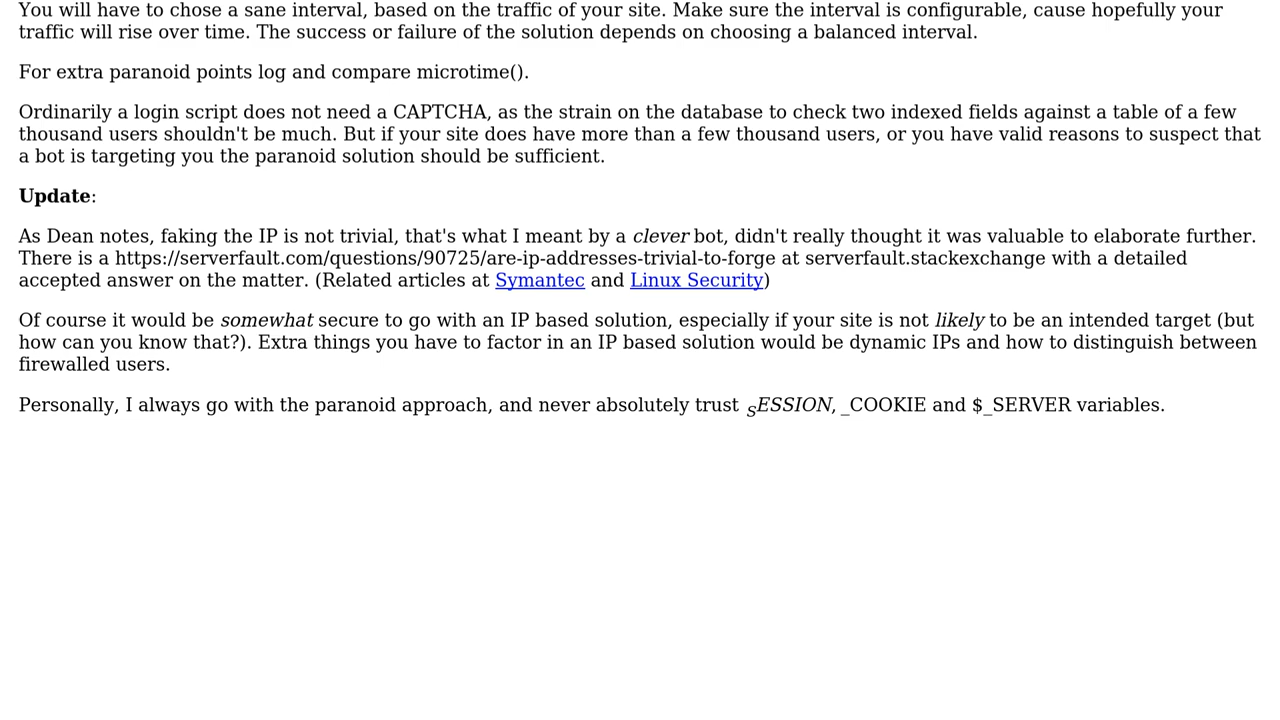 You will have to chose a sane interval, based on the traffic of your site. Make sure the interval is configurable, cause hopefully your
traffic will rise over time. The success or failure of the solution depends on choosing a balanced interval.
For extra paranoid points log and compare microtime().
Ordinarily a login script does not need a CAPTCHA, as the strain on the database to check two indexed fields against a table of a few
thousand users shouldn't be much. But if your site does have more than a few thousand users, or you have valid reasons to suspect that
a bot is targeting you the paranoid solution should be sufficient.
Update:
As Dean notes, faking the IP is not trivial, that's what I meant by a clever bot, didn't really thought it was valuable to elaborate further.
There is a https://serverfault.com/questions/90725/are-ip-addresses-trivial-to-forge at serverfault.stackexchange with a detailed
accepted answer on the matter. (Related articles at Symantec and Linux Security)
Of course it would be somewhat secure to go with an IP based solution, especially if your site is not likely to be an intended target (but
how can you know that?). Extra things you have to factor in an IP based solution would be dynamic IPs and how to distinguish between
firewalled users.
Personally, I always go with the paranoid approach, and never absolutely trust SESSION, _COOKIE and $_SERVER variables.